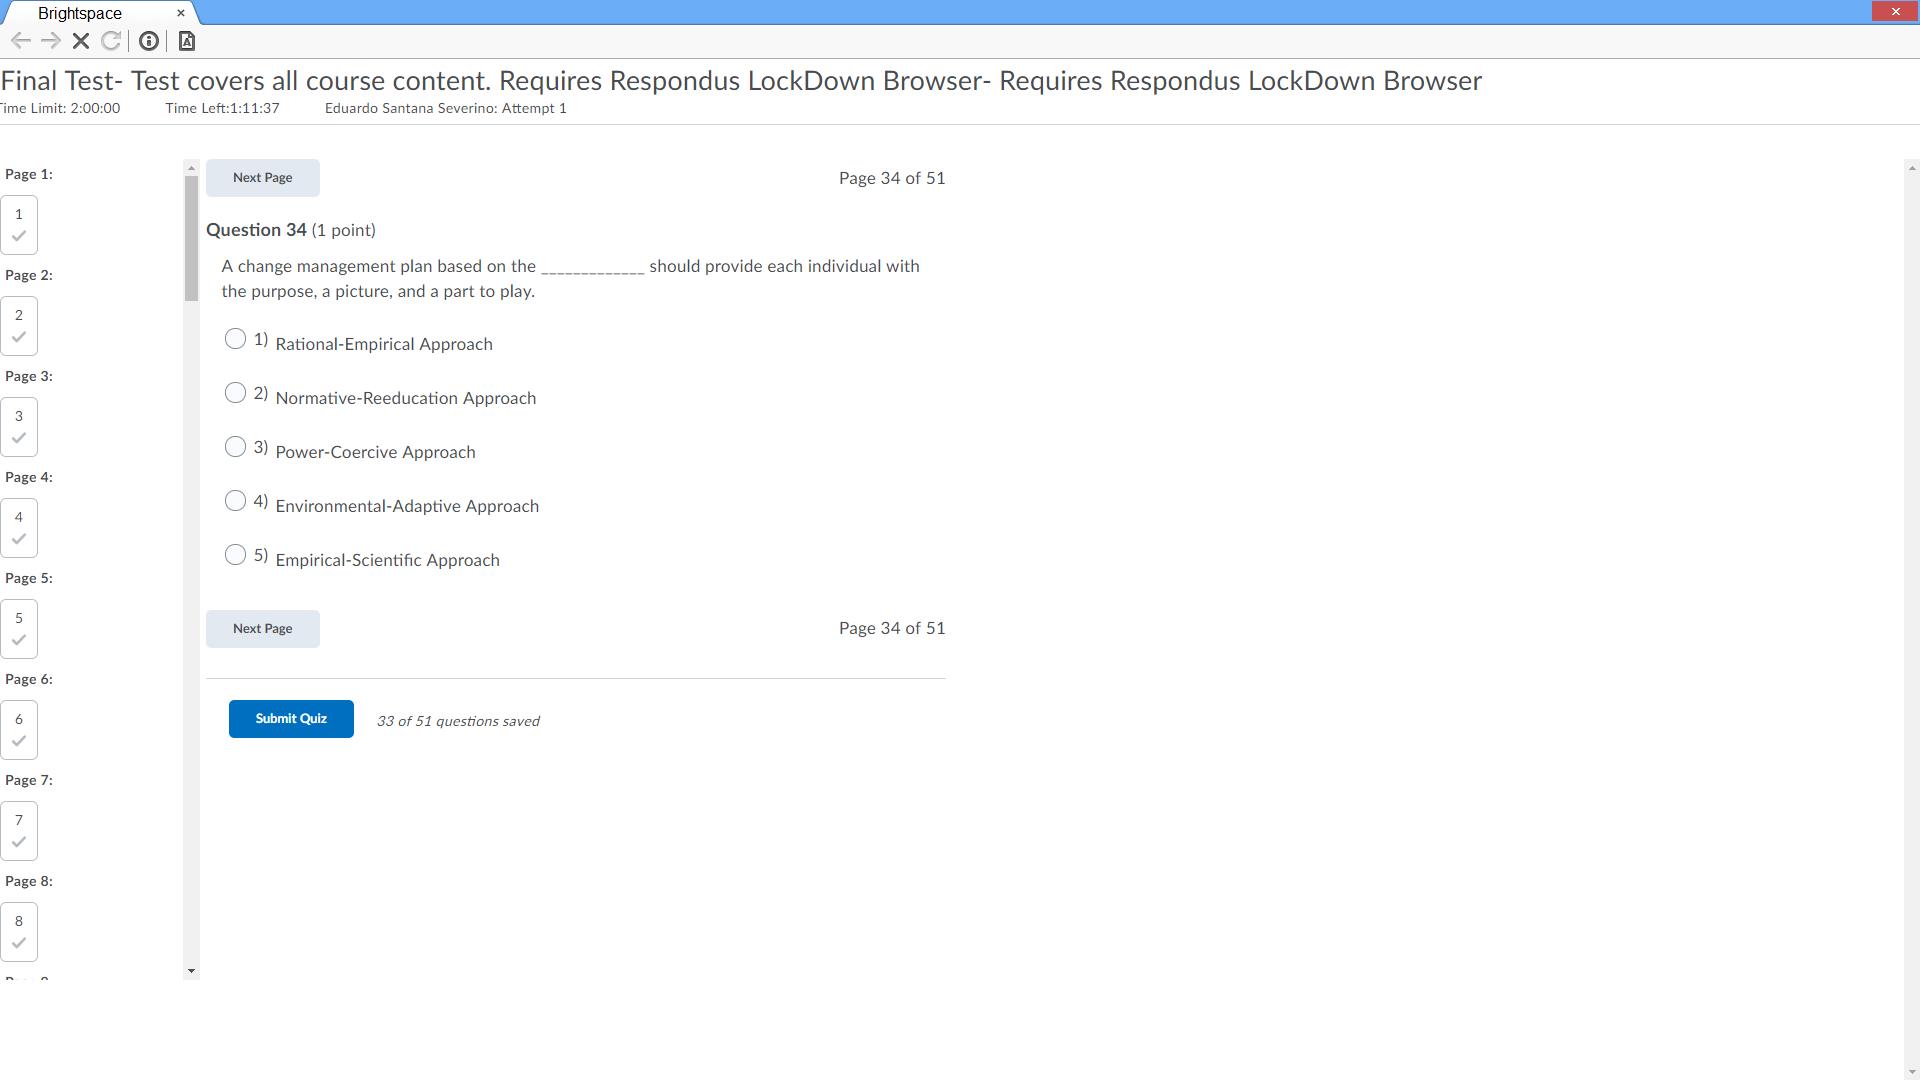 Brightspace
Final Test- Test covers all course content. Requires Respondus LockDown Browser- Requires Respondus LockDown Browser
Time Limit: 2:00:00 Time Left:1:11:37 Eduardo Santana Severino: Attempt 1
Page 1:
1
Page 2:
2
Page 3:
3
Page 4:
4
Page 5:
5
Page 6:
6
Page 7:
7
Page 8:
8
Next Page Page 34 of 51
Question 34 (1 point)
A change management plan based on the _____________ should provide each individual with
the purpose, a picture, and a part to play.
1) Rational-Empirical Approach
2) Normative-Reeducation Approach
3) Power-Coercive Approach
4) Environmental-Adaptive Approach
5) Empirical-Scientific Approach
Next Page Page 34 of 51
Submit Quiz 33 of 51 questions saved